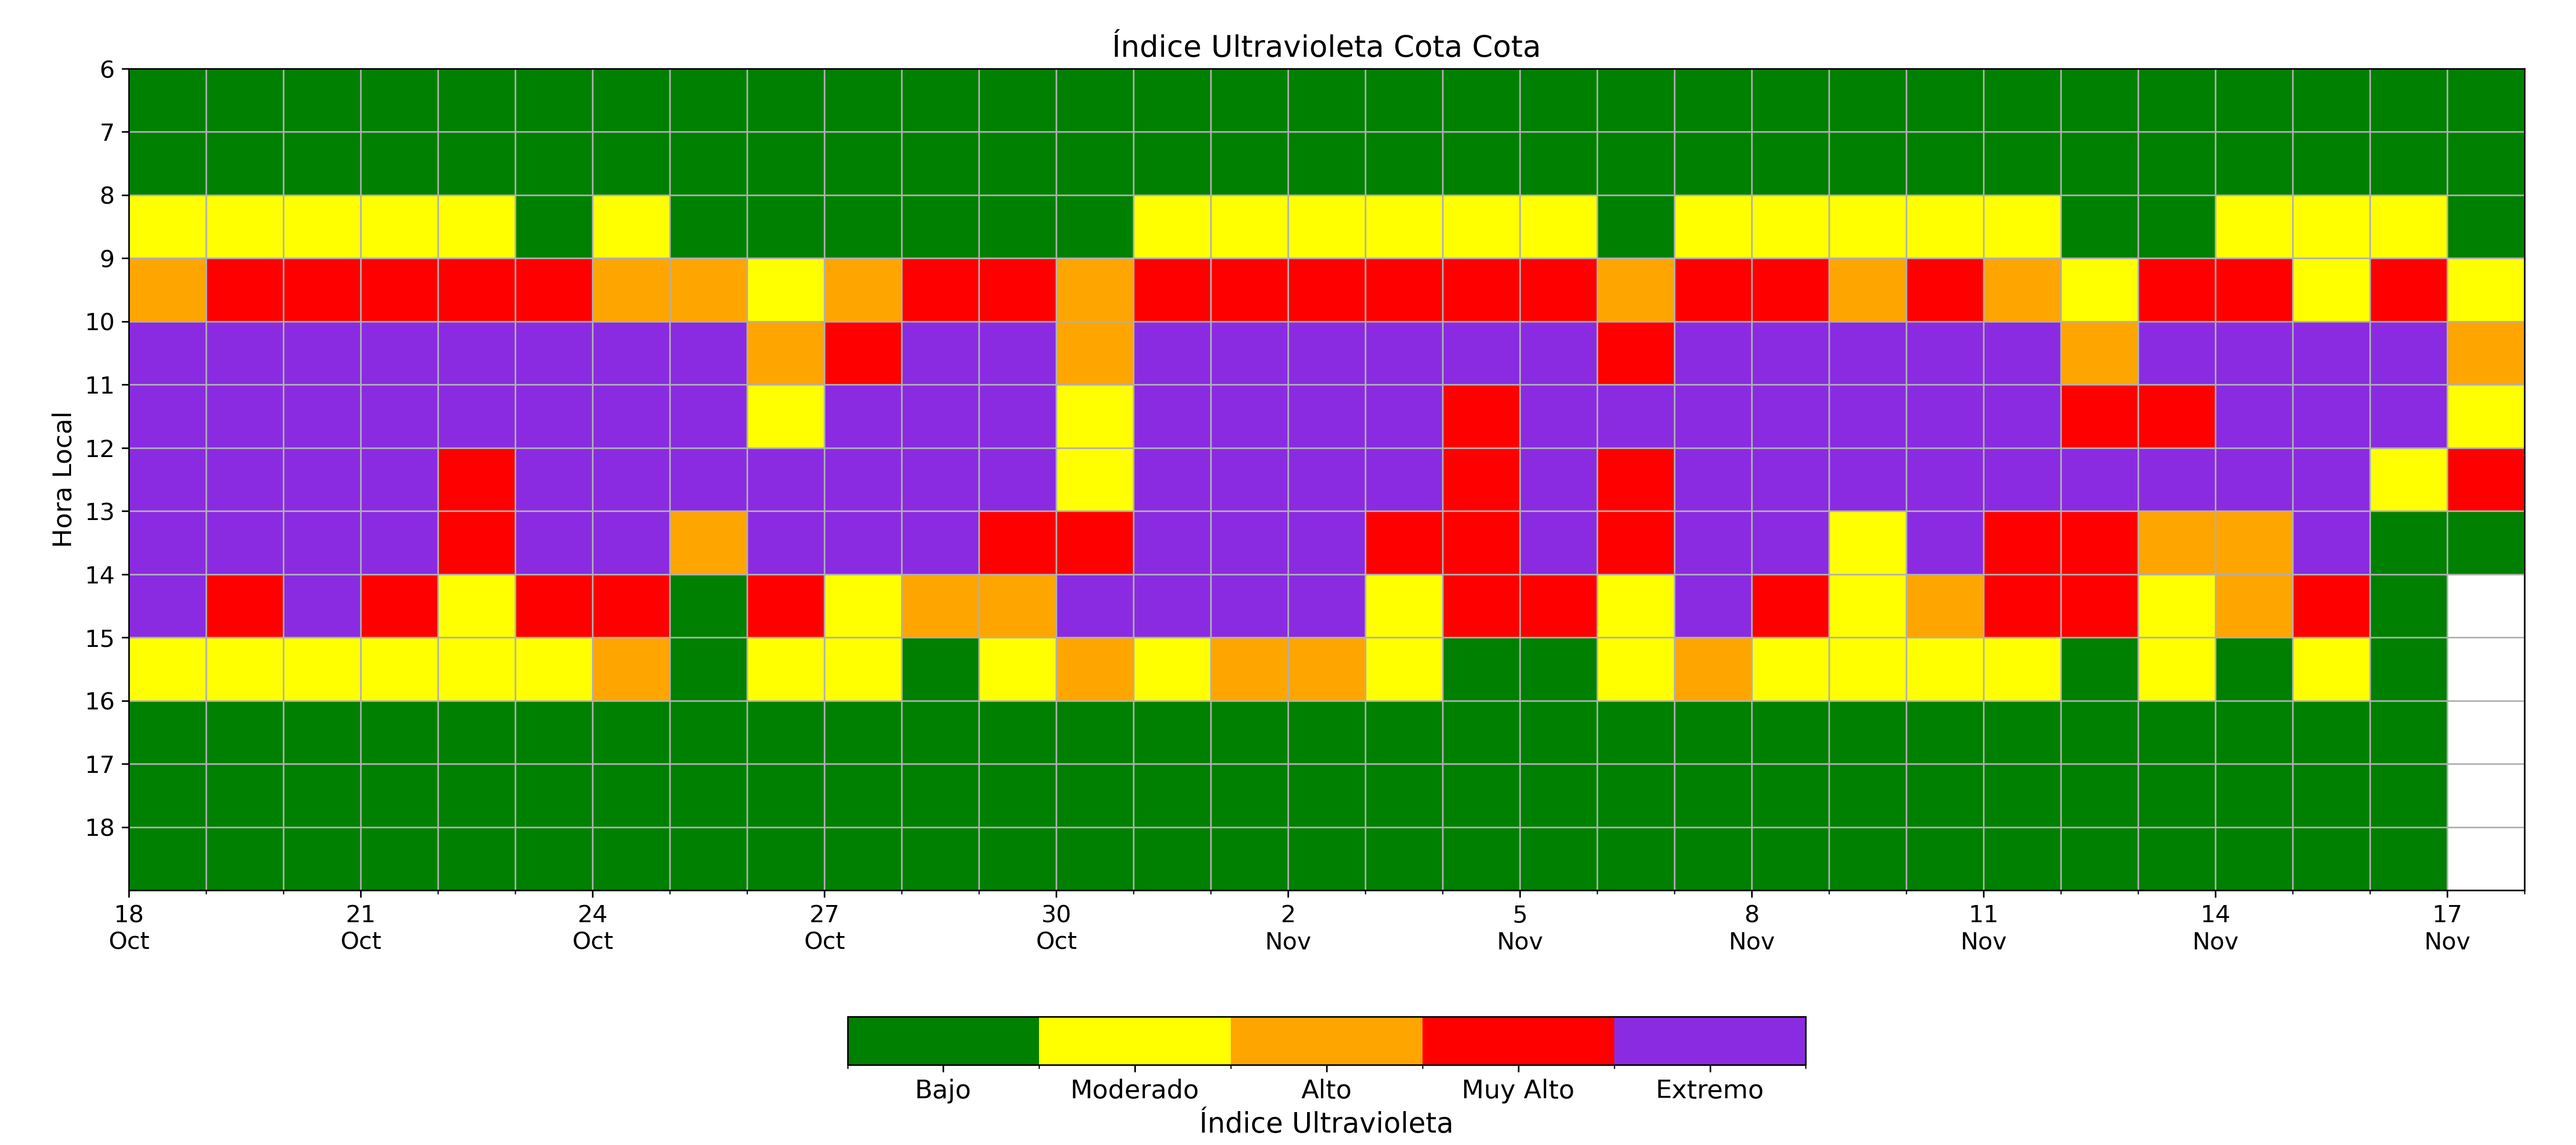 Índice Ultravioleta Cota Cota
Hora Local
6
7
8
9
10
11
12
13
14
15
16
17
18
18 21 24 27 30 2 5 8 11 14 117
Oct Oct Oct Oct Oct Nov Nov Nov Nov Nov Nov
Bajo Moderado Alto Muy Alto Extremo
Índice Ultravioleta